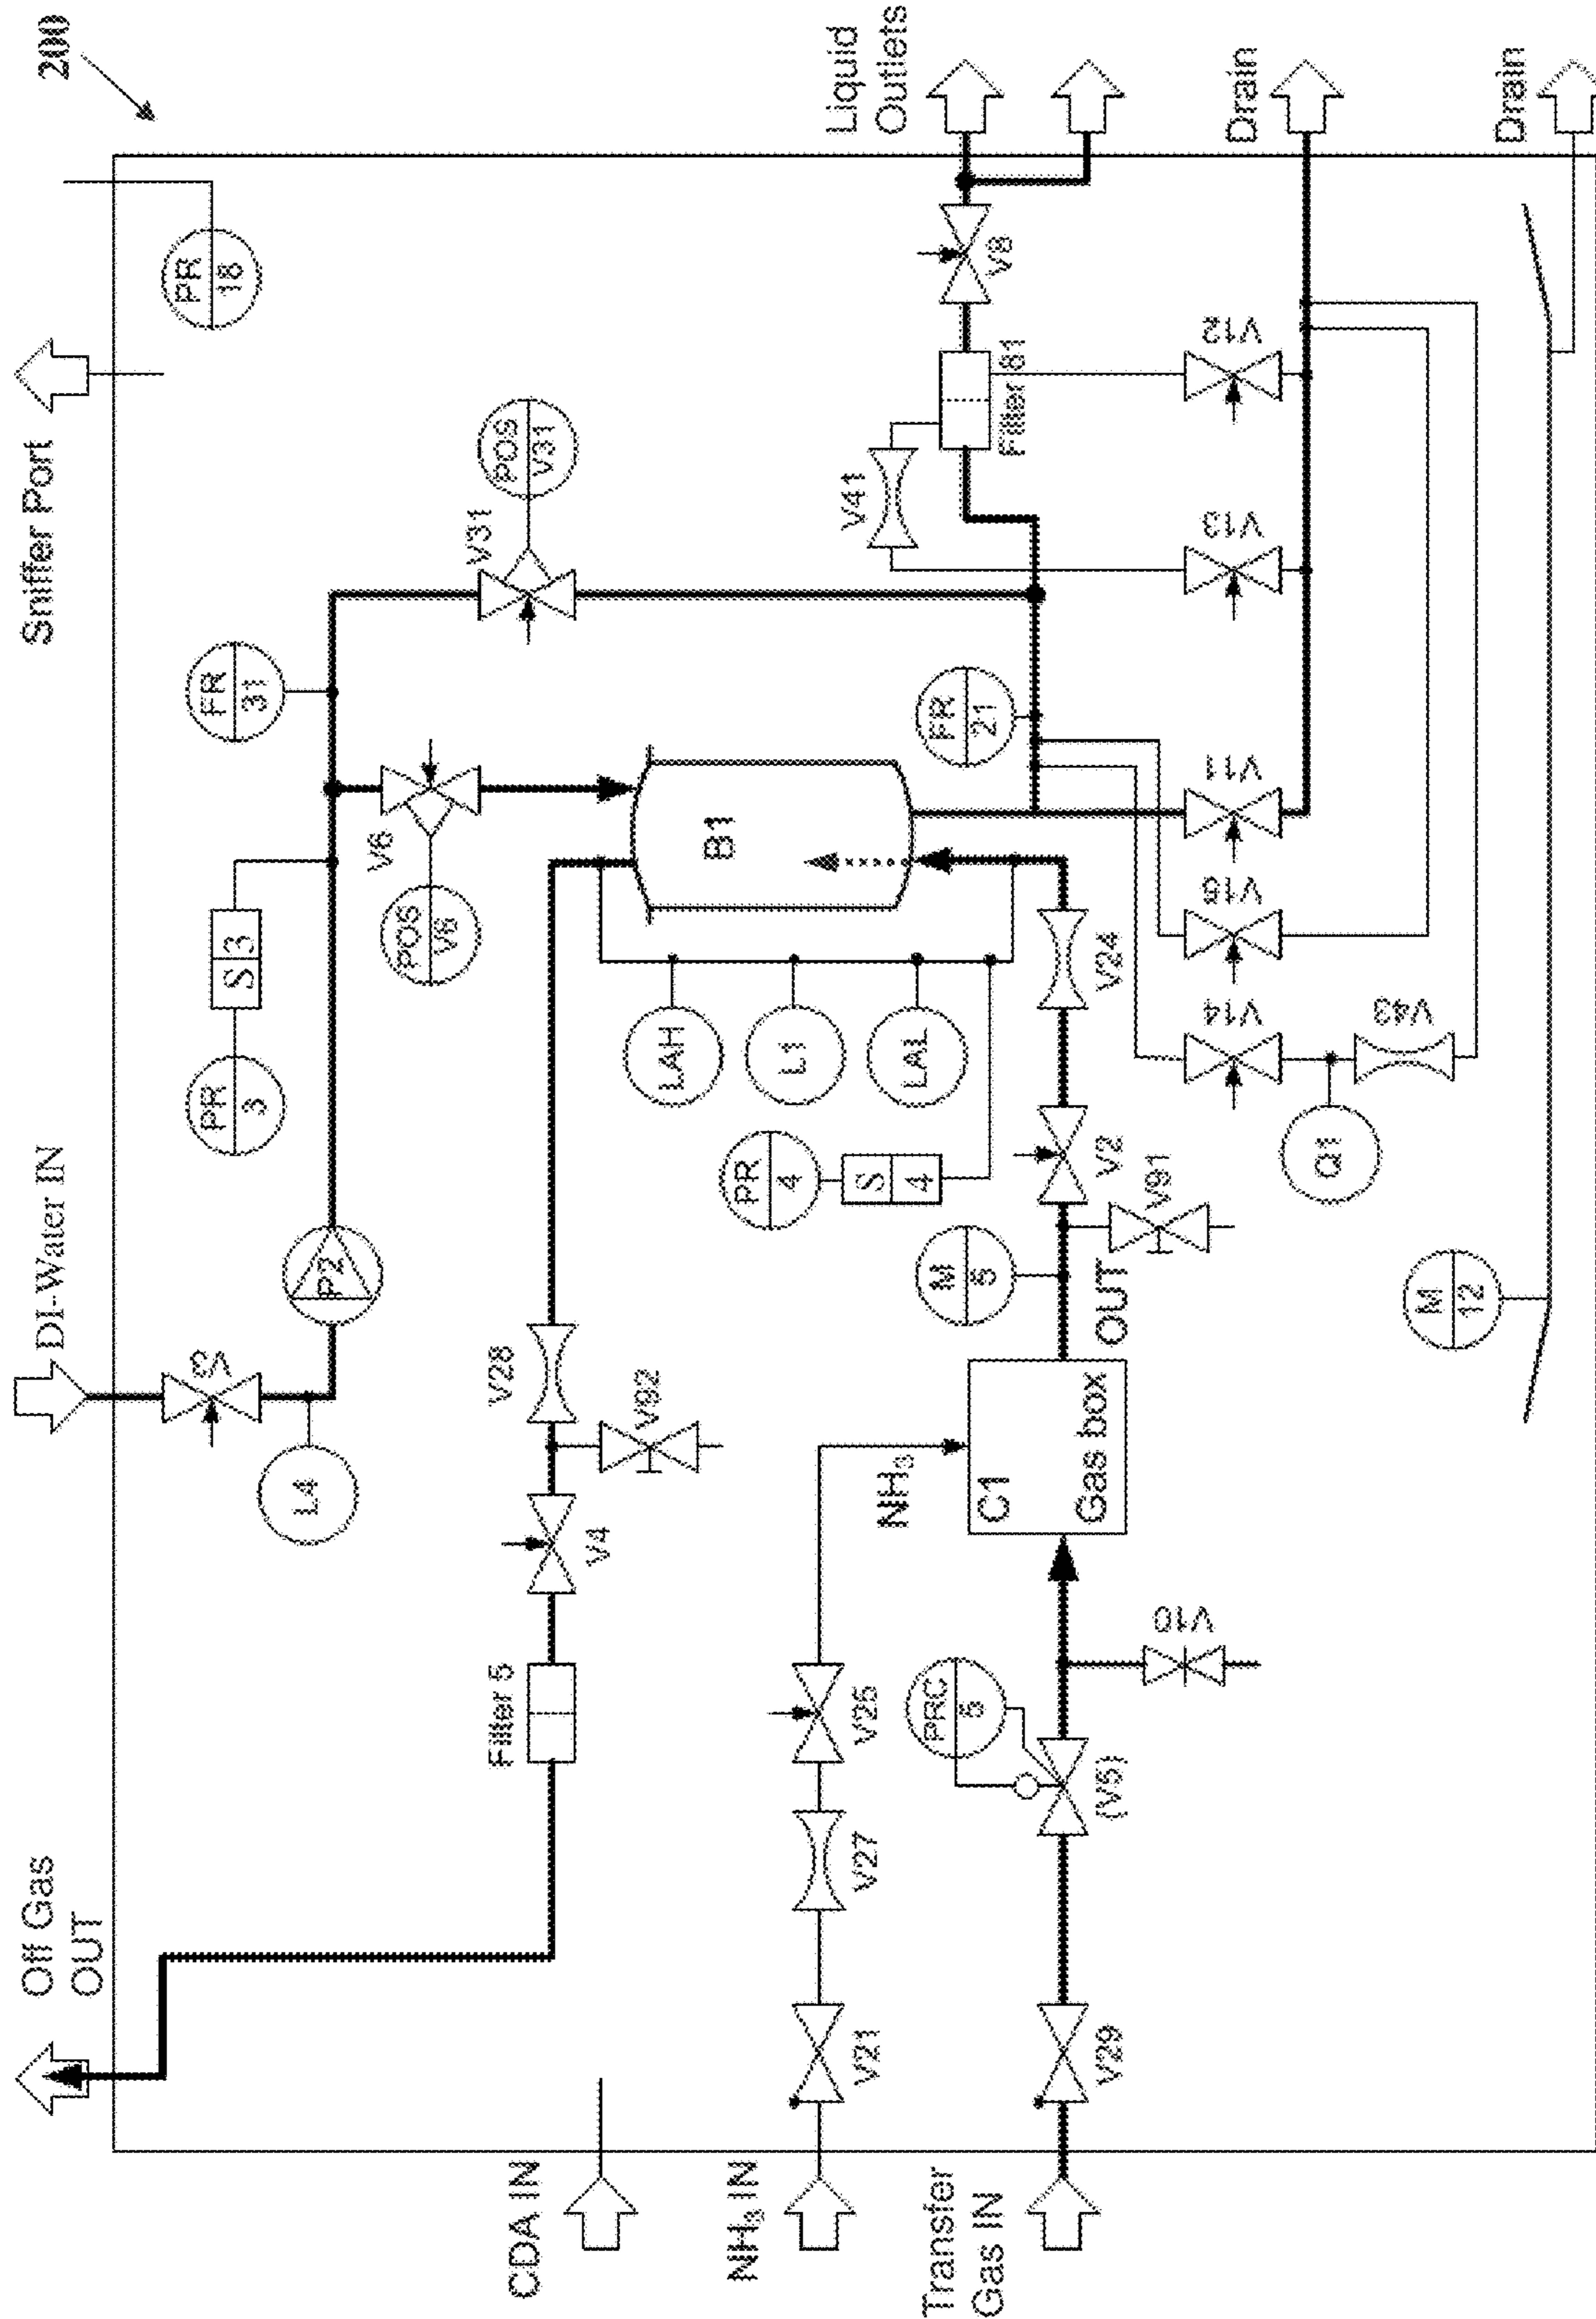 200
Off Gas
OUT
DI-Water IN
Sniffer Port
PR
18
V3
L4
P2
PR
3
S 3
FR
31
V6
POS
V6
V31
POS
V31
Liquid
Outlets
Filter 5
V4
V92
V28
LAH
L1
LAL
B1
FR
21
V41
Filter 81
V8
PR
4
S
4
CDA IN
NH₃ IN
V21
V27
V25
NH₃
C1
Gas box
OUT
M
5
V91
V2
V24
Transfer
Gas IN
V29
(V5)
PRC
5
V10
V14
V15
V11
V13
V12
Drain
Q1
V43
M
12
Drain